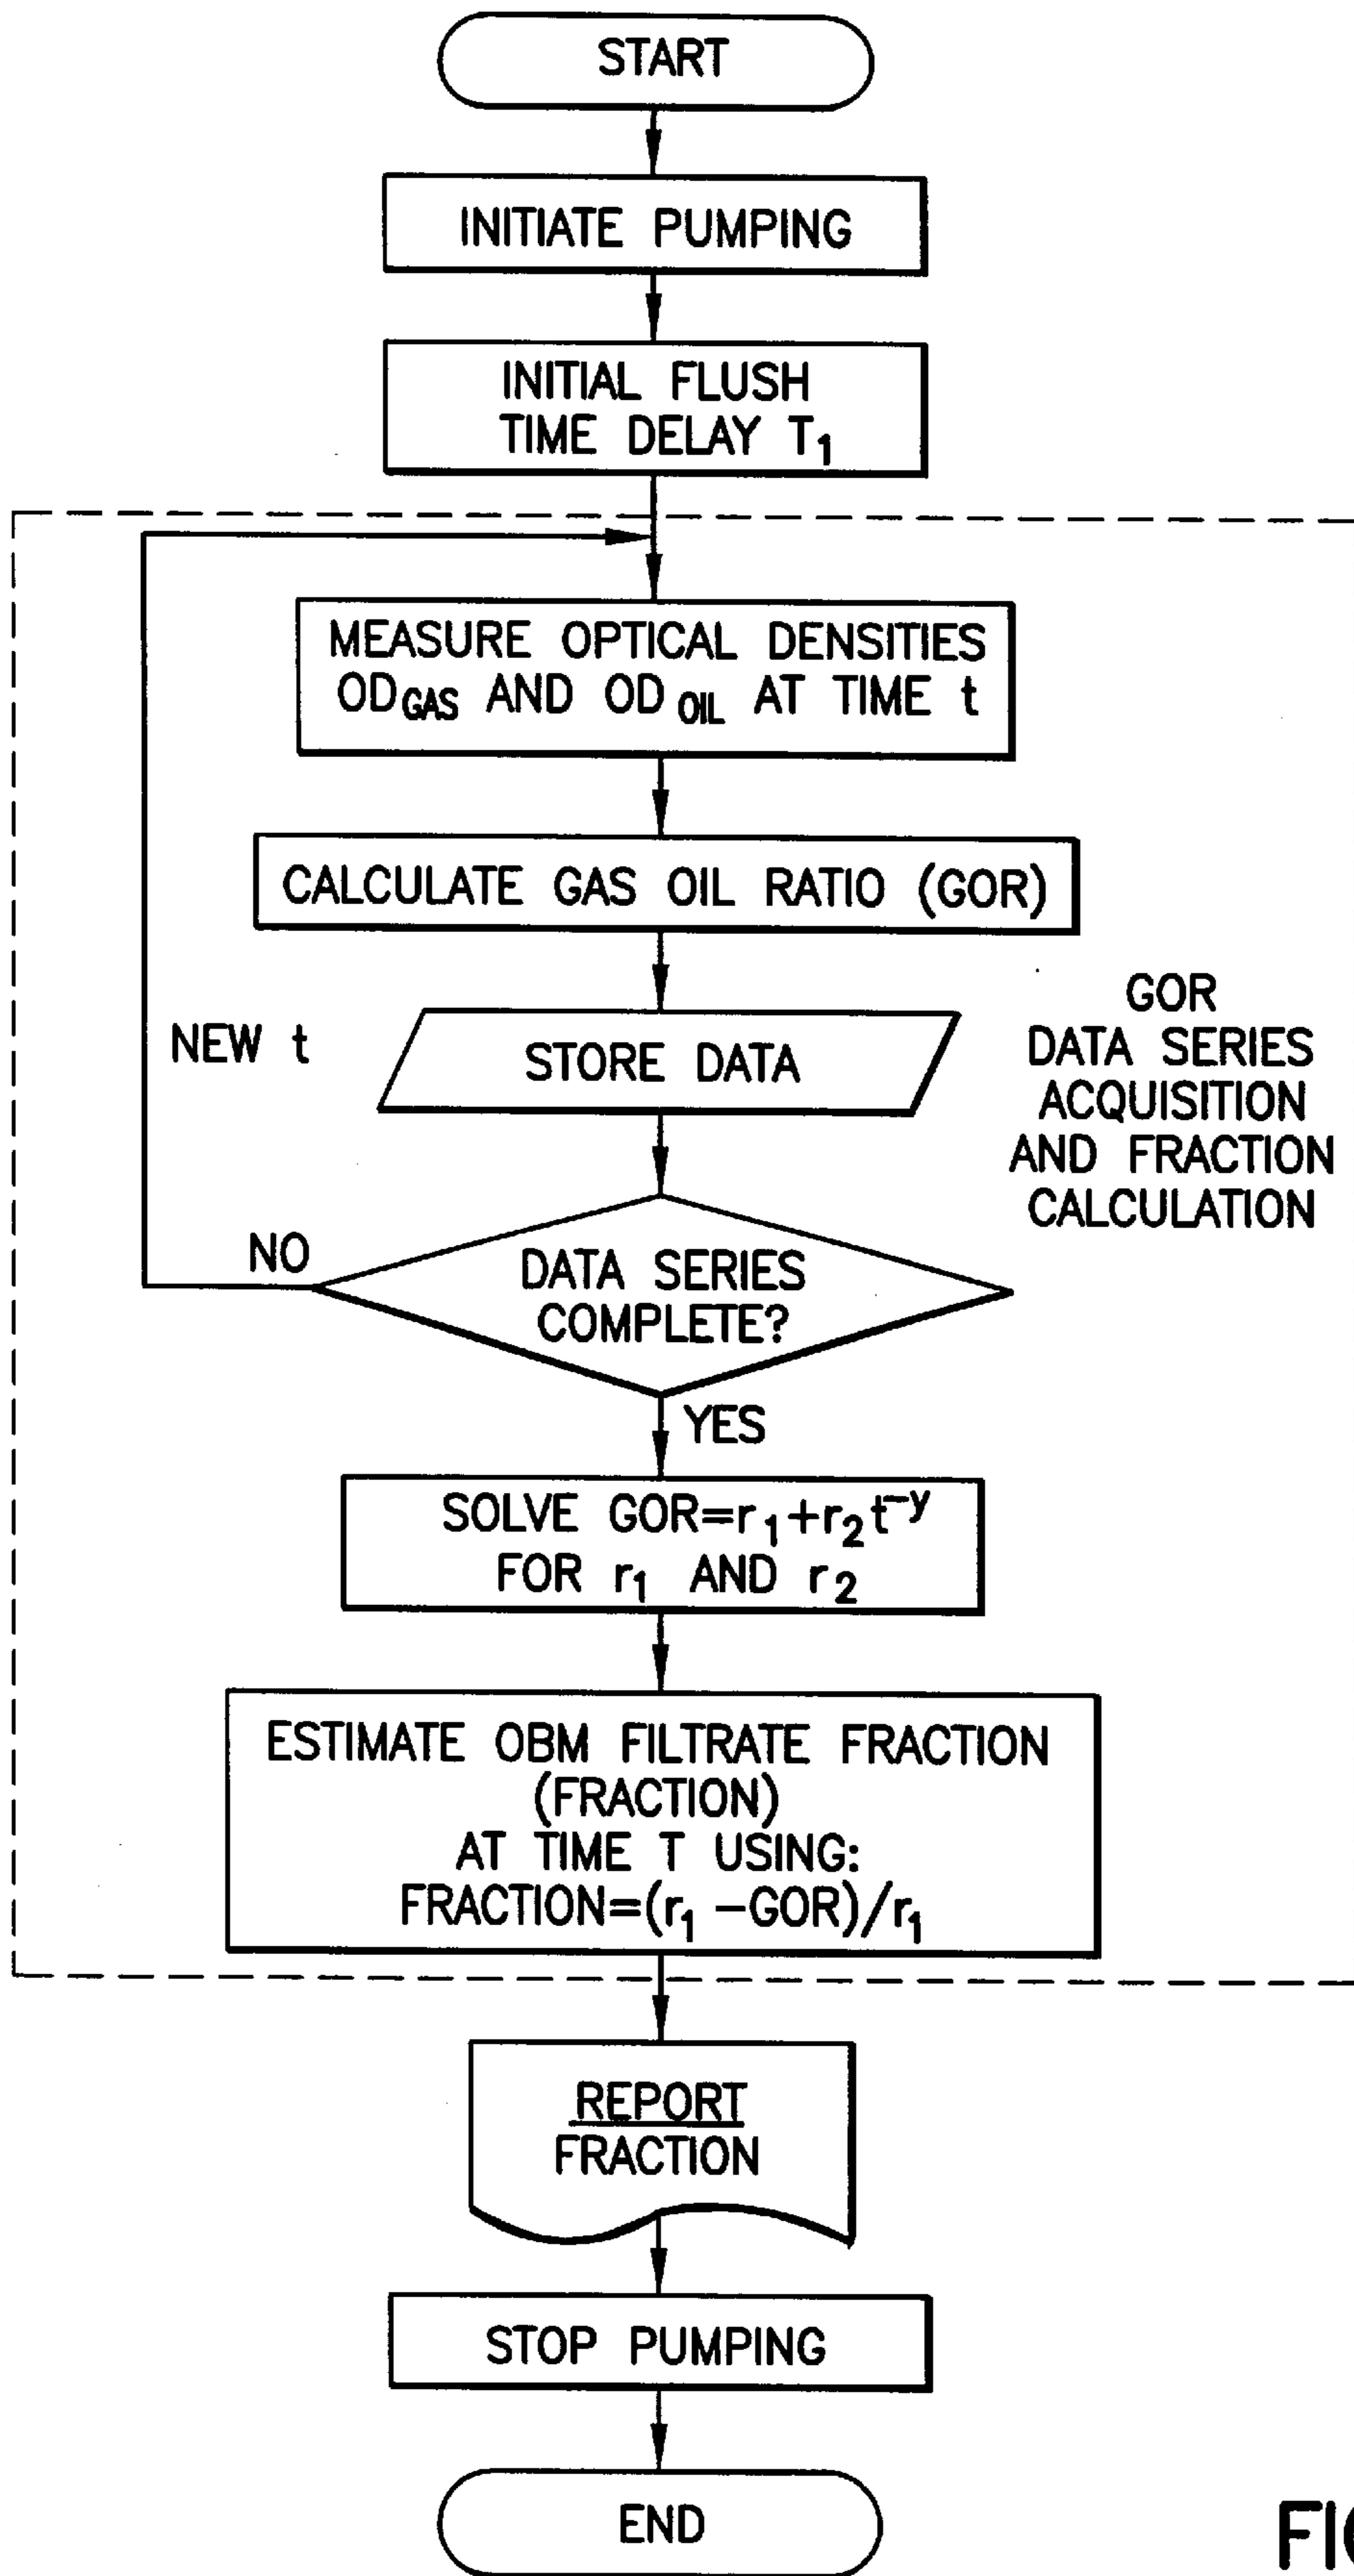 START
INITIATE PUMPING
INITIAL FLUSH
TIME DELAY T₁
MEASURE OPTICAL DENSITIES
OD_GAS AND OD_OIL AT TIME t
CALCULATE GAS OIL RATIO (GOR)
STORE DATA
NEW t
GOR
DATA SERIES
ACQUISITION
AND FRACTION
CALCULATION
DATA SERIES
COMPLETE?
NO
YES
SOLVE GOR=r₁+r₂t⁻ʸ
FOR r₁ AND r₂
ESTIMATE OBM FILTRATE FRACTION
(FRACTION)
AT TIME T USING:
FRACTION=(r₁-GOR)/r₁
REPORT
FRACTION
STOP PUMPING
END